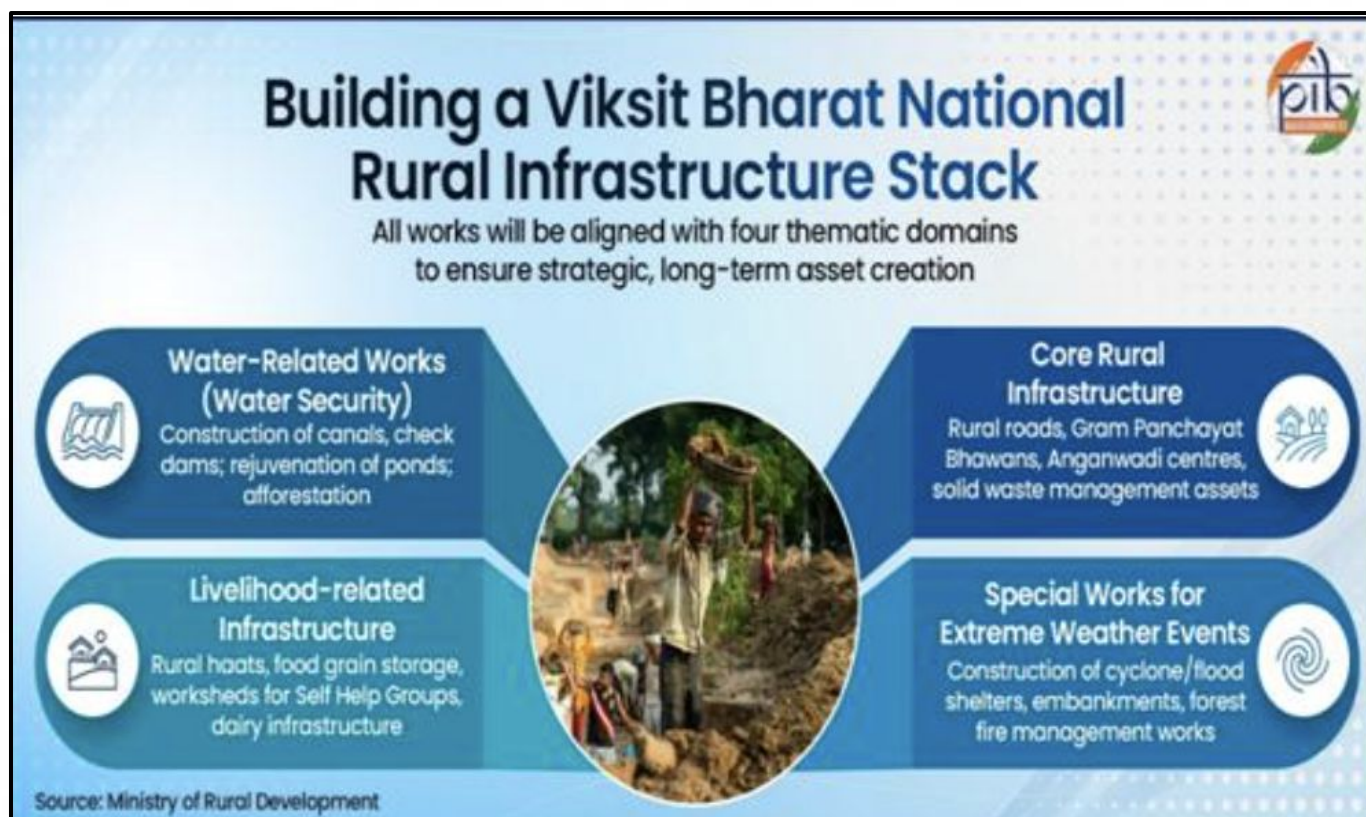 Building a Viksit Bharat National
Rural Infrastructure Stack
All works will be aligned with four thematic domains
to ensure strategic, long-term asset creation
pib
Water-Related Works
(Water Security)
Construction of canals, check
dams; rejuvenation of ponds;
afforestation
Core Rural
Infrastructure
Rural roads, Gram Panchayat
Bhawans, Anganwadi centres,
solid waste management assets
Livelihood-related
Infrastructure
Rural haats, food grain storage,
worksheds for Self Help Groups,
dairy infrastructure
Special Works for
Extreme Weather Events
Construction of cyclone/flood
shelters, embankments, forest
fire management works
Source: Ministry of Rural Development